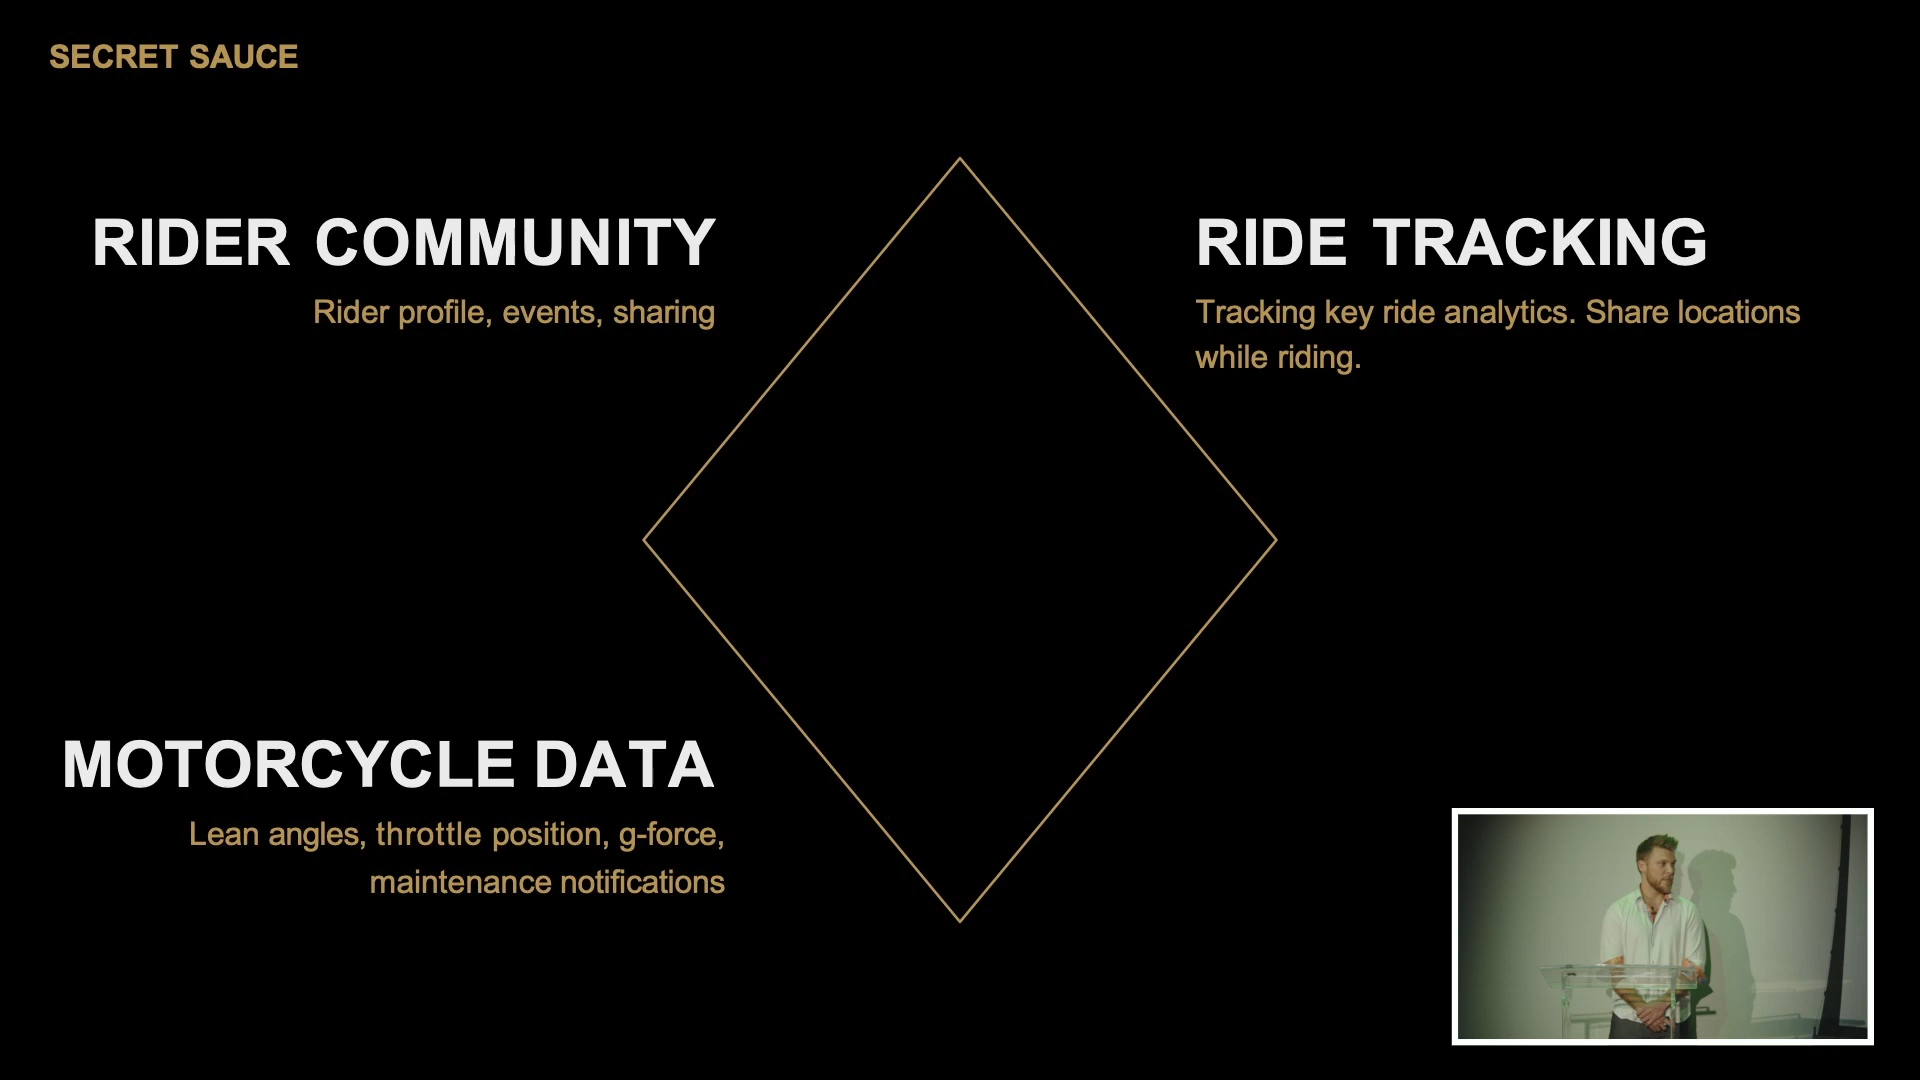 SECRET SAUCE
RIDER COMMUNITY
Rider profile, events, sharing
RIDE TRACKING
Tracking key ride analytics. Share locations
while riding.
MOTORCYCLE DATA
Lean angles, throttle position, g-force,
maintenance notifications